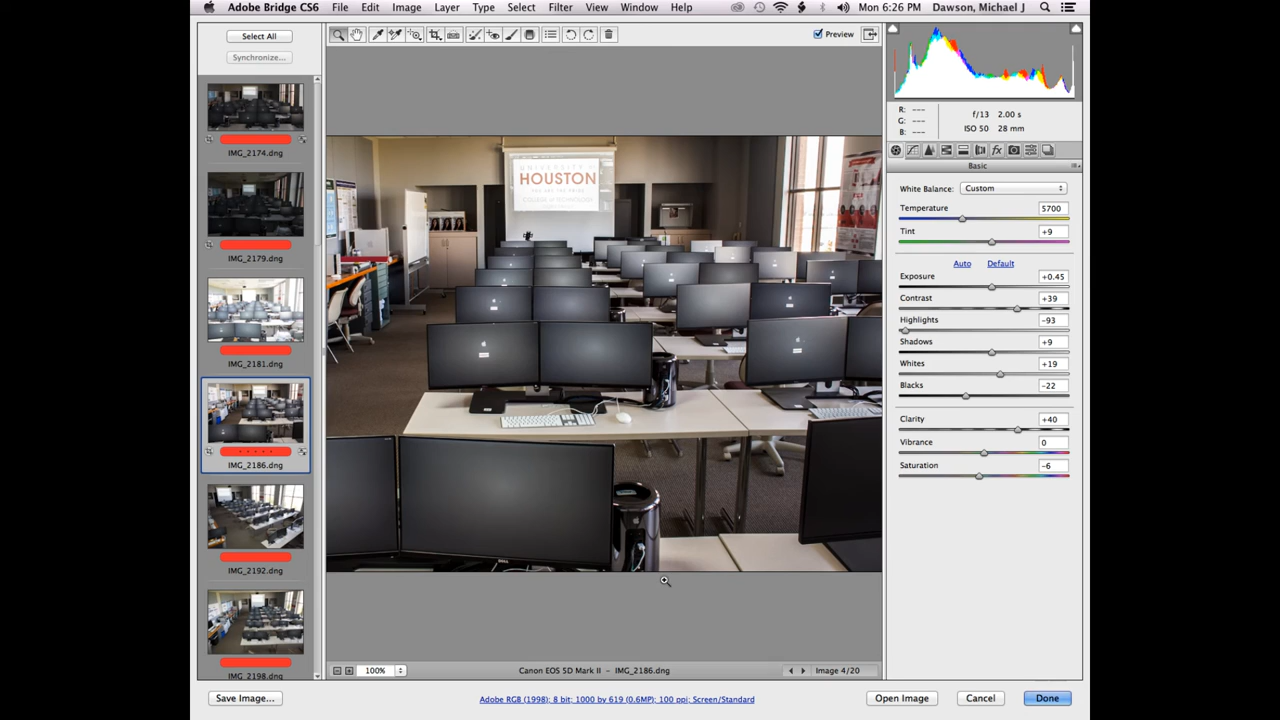 Adobe Bridge CS6 File Edit Image Layer Type Select Filter View Window Help Mon 6:26 PM Dawson, Michael J
Select All
Synchronize...
IMG_2174.dng
IMG_2179.dng
IMG_2181.dng
IMG_2186.dng
IMG_2192.dng
IMG_2198.dng
Preview
HOUSTON
COLLEGE of TECHNOLOGY
DELL
100%
Canon EOS 5D Mark II - IMG_2186.dng
Image 4/20
R: ---
G: ---
B: ---
f/13 2.00 s
ISO 50 28 mm
Basic
White Balance: Custom
Temperature 5700
Tint +9
Auto Default
Exposure +0.45
Contrast +39
Highlights -93
Shadows +9
Whites +19
Blacks -22
Clarity +40
Vibrance 0
Saturation -6
Save Image...
Adobe RGB (1998); 8 bit; 1000 by 619 (0.6MP); 100 ppi; Screen/Standard
Open Image
Cancel
Done